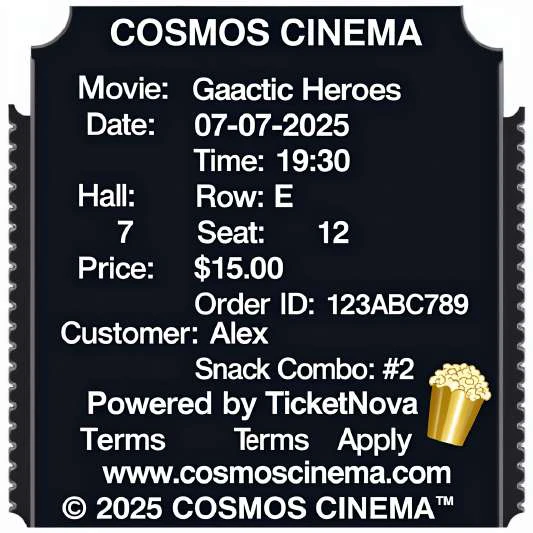 COSMOS CINEMA
Movie: Gaactic Heroes
Date: 07-07-2025
Time: 19:30
Hall: Row: E
7 Seat: 12
Price: $15.00
Order ID: 123ABC789
Customer: Alex
Snack Combo: #2
Powered by TicketNova
Terms Terms Apply
www.cosmoscinema.com
© 2025 COSMOS CINEMA™